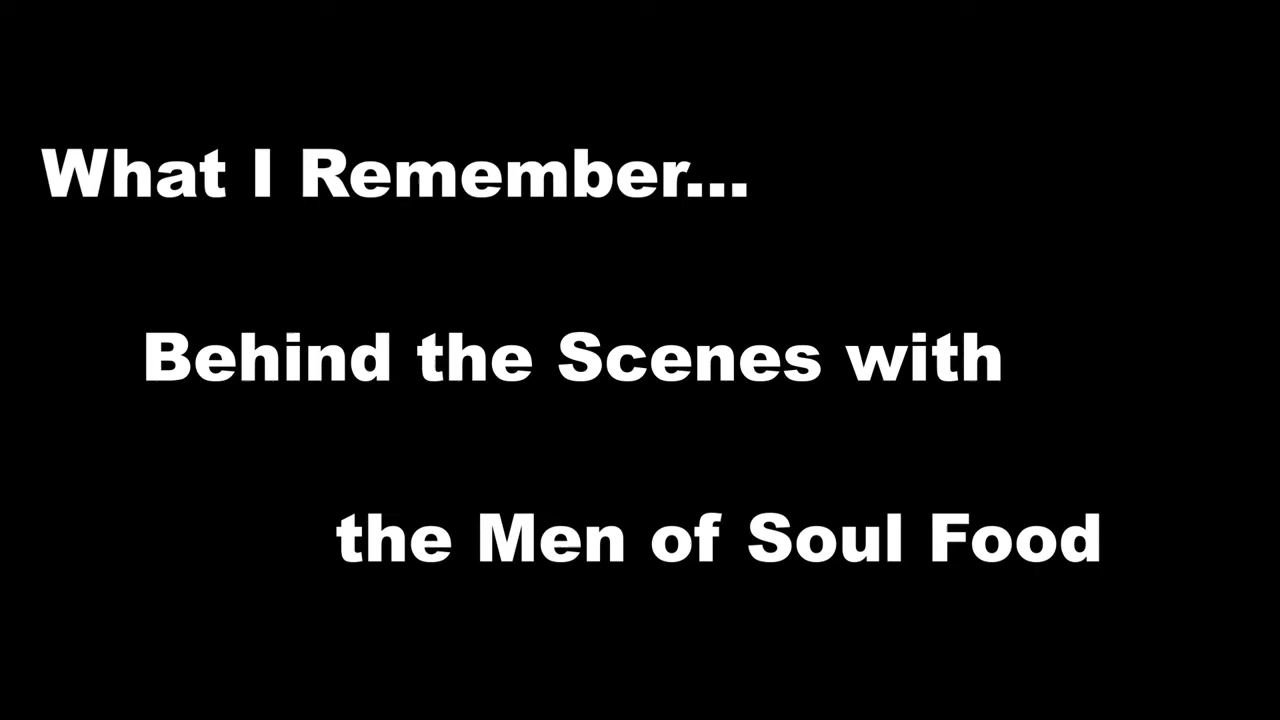 What I Remember...
Behind the Scenes with
the Men of Soul Food